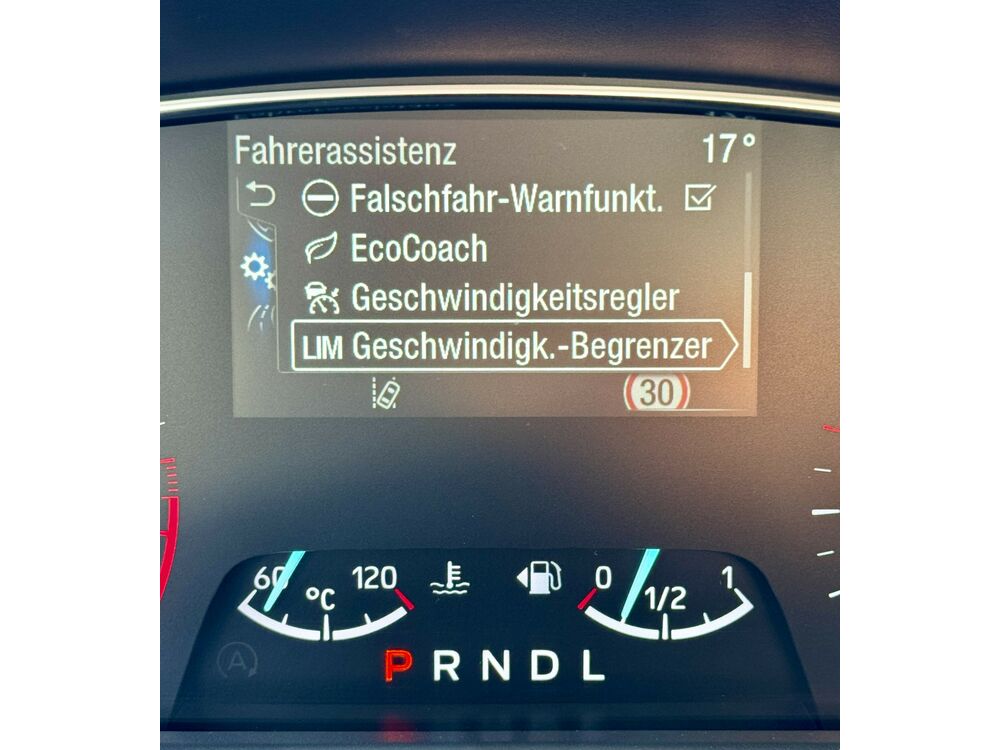 Fahrerassistenz 17°
Falschfahr-Warnfunkt.
EcoCoach
Geschwindigkeitsregler
LIM Geschwindigk.-Begrenzer
30
60 120 0 1
°C 1/2
A
P R N D L